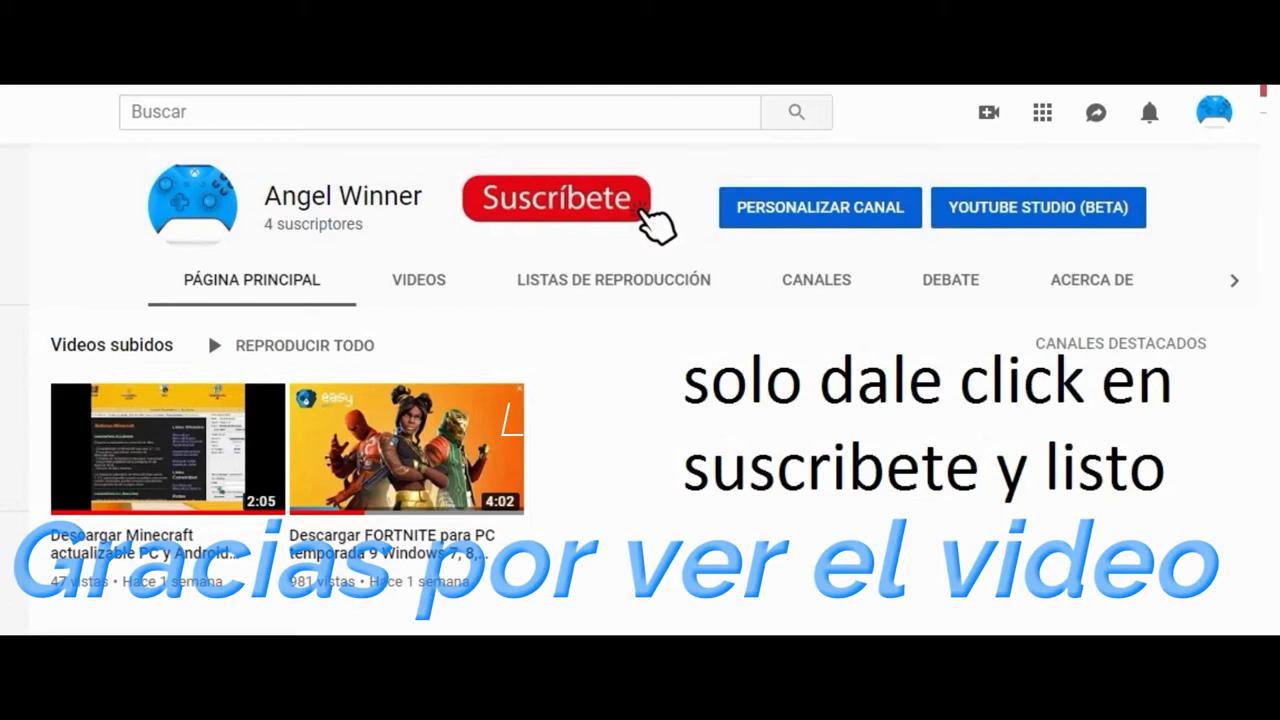 Buscar
Angel Winner
Suscríbete
4 suscriptores
PERSONALIZAR CANAL
YOUTUBE STUDIO (BETA)
PÁGINA PRINCIPAL
VIDEOS
LISTAS DE REPRODUCCIÓN
CANALES
DEBATE
ACERCA DE
Videos subidos
REPRODUCIR TODO
CANALES DESTACADOS
solo dale click en
suscribete y listo
easy
L
2:05
4:02
Descargar Minecraft
actualizable PC y Android...
47 vistas • Hace 1 semana
Descargar FORTNITE para PC
temporada 9 Windows 7, 8,...
981 vistas • Hace 1 semana
Gracias por ver el video